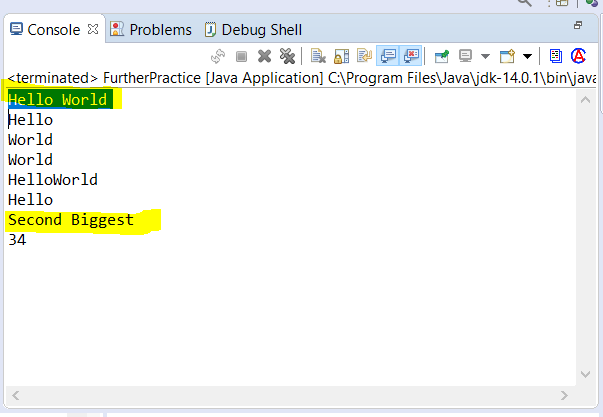 Console Problems Debug Shell
<terminated> FurtherPractice [Java Application] C:\Program Files\Java\jdk-14.0.1\bin\java
Hello World
Hello
World
World
HelloWorld
Hello
Second Biggest
34